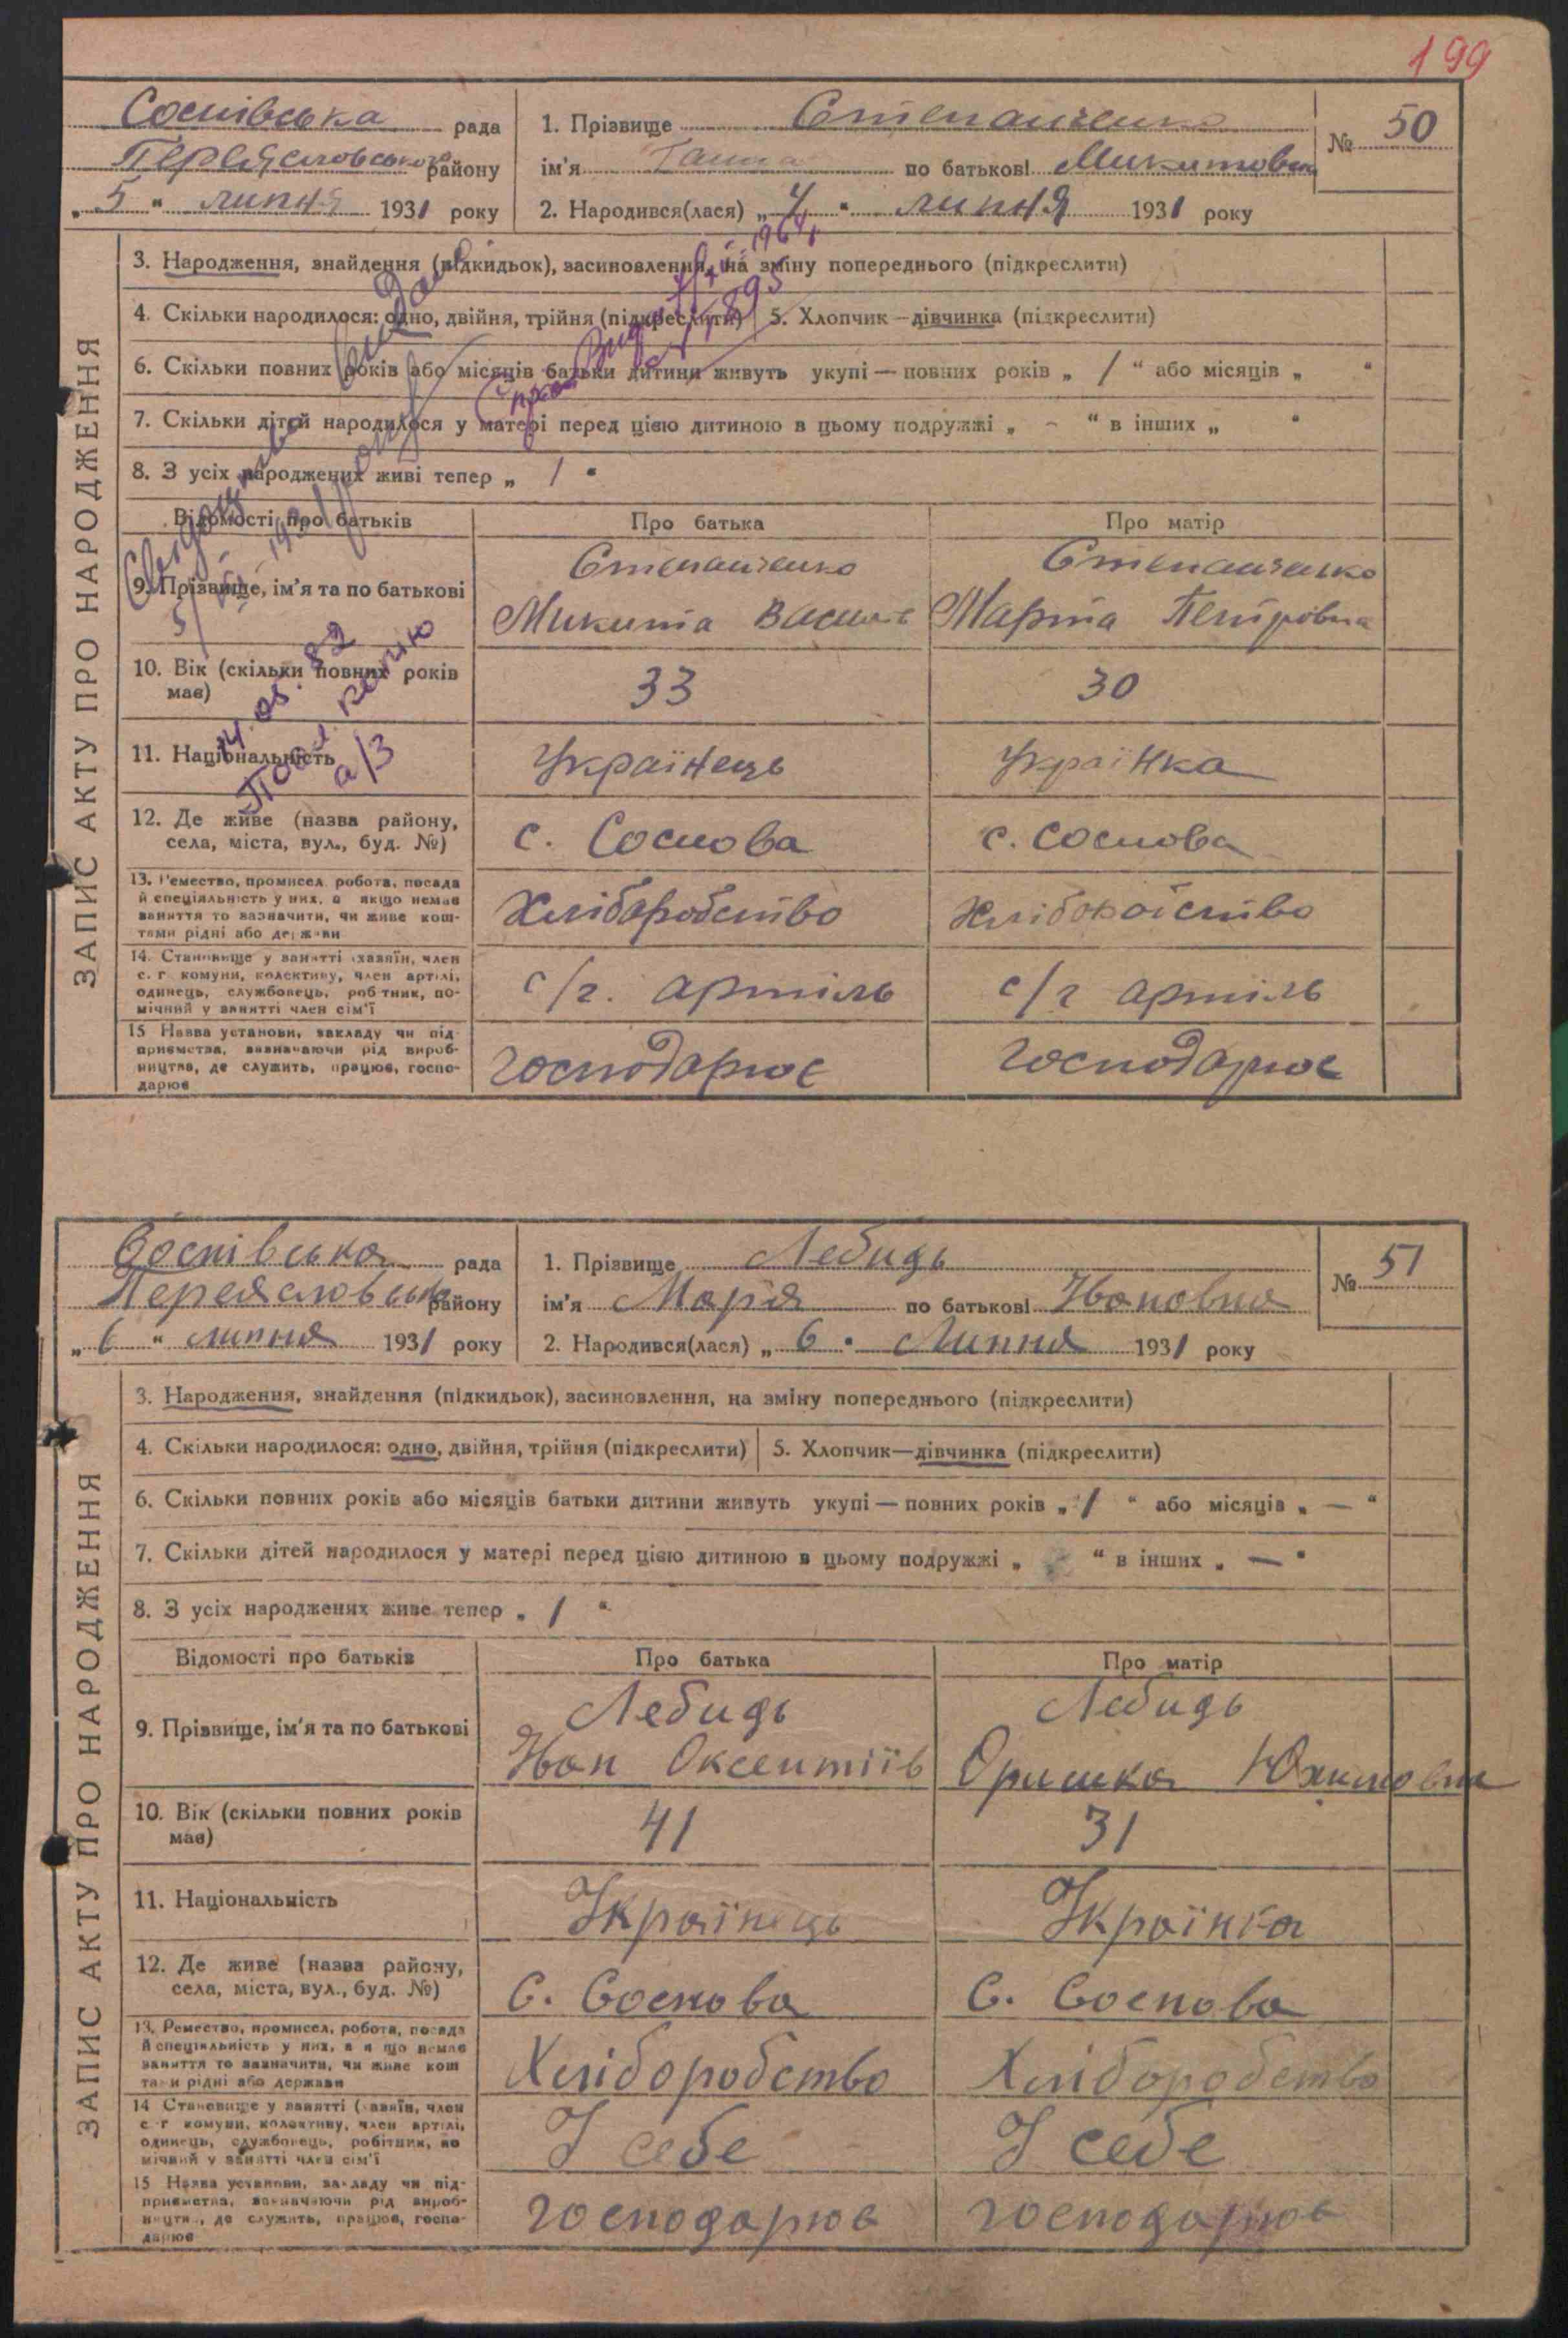 199
Соснівська рада
Переяславського району
„5“ липня 1931 року
1. Прізвище Степаненко
ім'я Ганна по батькові Микитовна
№ 50
2. Народився(лася) „4“ липня 1931 року
ЗАПИС АКТУ ПРО НАРОДЖЕННЯ
3. Народження, знайдення (підкидьок), засиновлення, на зміну попереднього (підкреслити)
4. Скільки народилося: одно, двійня, трійня (підкреслити) 5. Хлопчик — дівчинка (підкреслити)
6. Скільки повних років або місяців батьки дитини живуть укупі — повних років „ 1 “ або місяців „ “
7. Скільки дітей народилося у матері перед цією дитиною в цьому подружжі „ - “ в інших „ “
8. З усіх народжених живі тепер „ 1 “
Відомості про батьків Про батька Про матір
9. Прізвище, ім'я та по батькові
Степаненко Степаненко
Микита Васильв Марта Петровна
10. Вік (скільки повних років має) 33 30
11. Національність Українець Українка
12. Де живе (назва району, села, міста, вул., буд. №) с. Соснова с. Соснова
13. Ремество, промисел, робота, посада й спеціяльність у них, а якщо немає заняття то зазначити, чи живе коштами рідні або держави
Хліборобство
14. Становище у занятті (хазяїн, член с.-г. комуни, колективу, член артілі, одинець, службовець, робітник, помічний у занятті член сім'ї
с/г. артіль с/г артіль
15 Назва установи, закладу чи підприємства, зазначаючи рід виробництва, де служить, працює, господарює
господарює господарює
14.05.82
копію
а/з
Соснівська рада
Переяславськ району
„6“ липня 1931 року
1. Прізвище Лебидь
ім'я Марія по батькові Івановна
№ 51
2. Народився(лася) „6“ Липня 1931 року
ЗАПИС АКТУ ПРО НАРОДЖЕННЯ
3. Народження, знайдення (підкидьок), засиновлення, на зміну попереднього (підкреслити)
4. Скільки народилося: одно, двійня, трійня (підкреслити) 5. Хлопчик—дівчинка (підкреслити)
6. Скільки повних років або місяців батьки дитини живуть укупі — повних років „ 1 “ або місяців „ — “
7. Скільки дітей народилося у матері перед цією дитиною в цьому подружжі „ “ в інших „ — “
8. З усіх народжених живе тепер „ 1 “
Відомості про батьків Про батька Про матір
9. Прізвище, ім'я та по батькові
Лебидь Лебидь
Іван Оксентіїв Оришка Юхимовна
10. Вік (скільки повних років має) 41 31
11. Національність Українець Українка
12. Де живе (назва району, села, міста, вул., буд. №) С. Соснова С. Соснова
13. Ремество, промисел, робота, посада й спеціяльність у них, а якщо немає заняття то зазначити, чи живе коштами рідні або держави
Хліборобство Хліборобство
14 Становище у занятті (хазяїн, член с-г комуни, колективу, член артілі, одинець, службовець, робітник, помічний у занятті член сім'ї
У себе У себе
15 Назва установи, закладу чи підприємства, зазначаючи рід виробництва, де служить, працює, господарює
господарює господарює